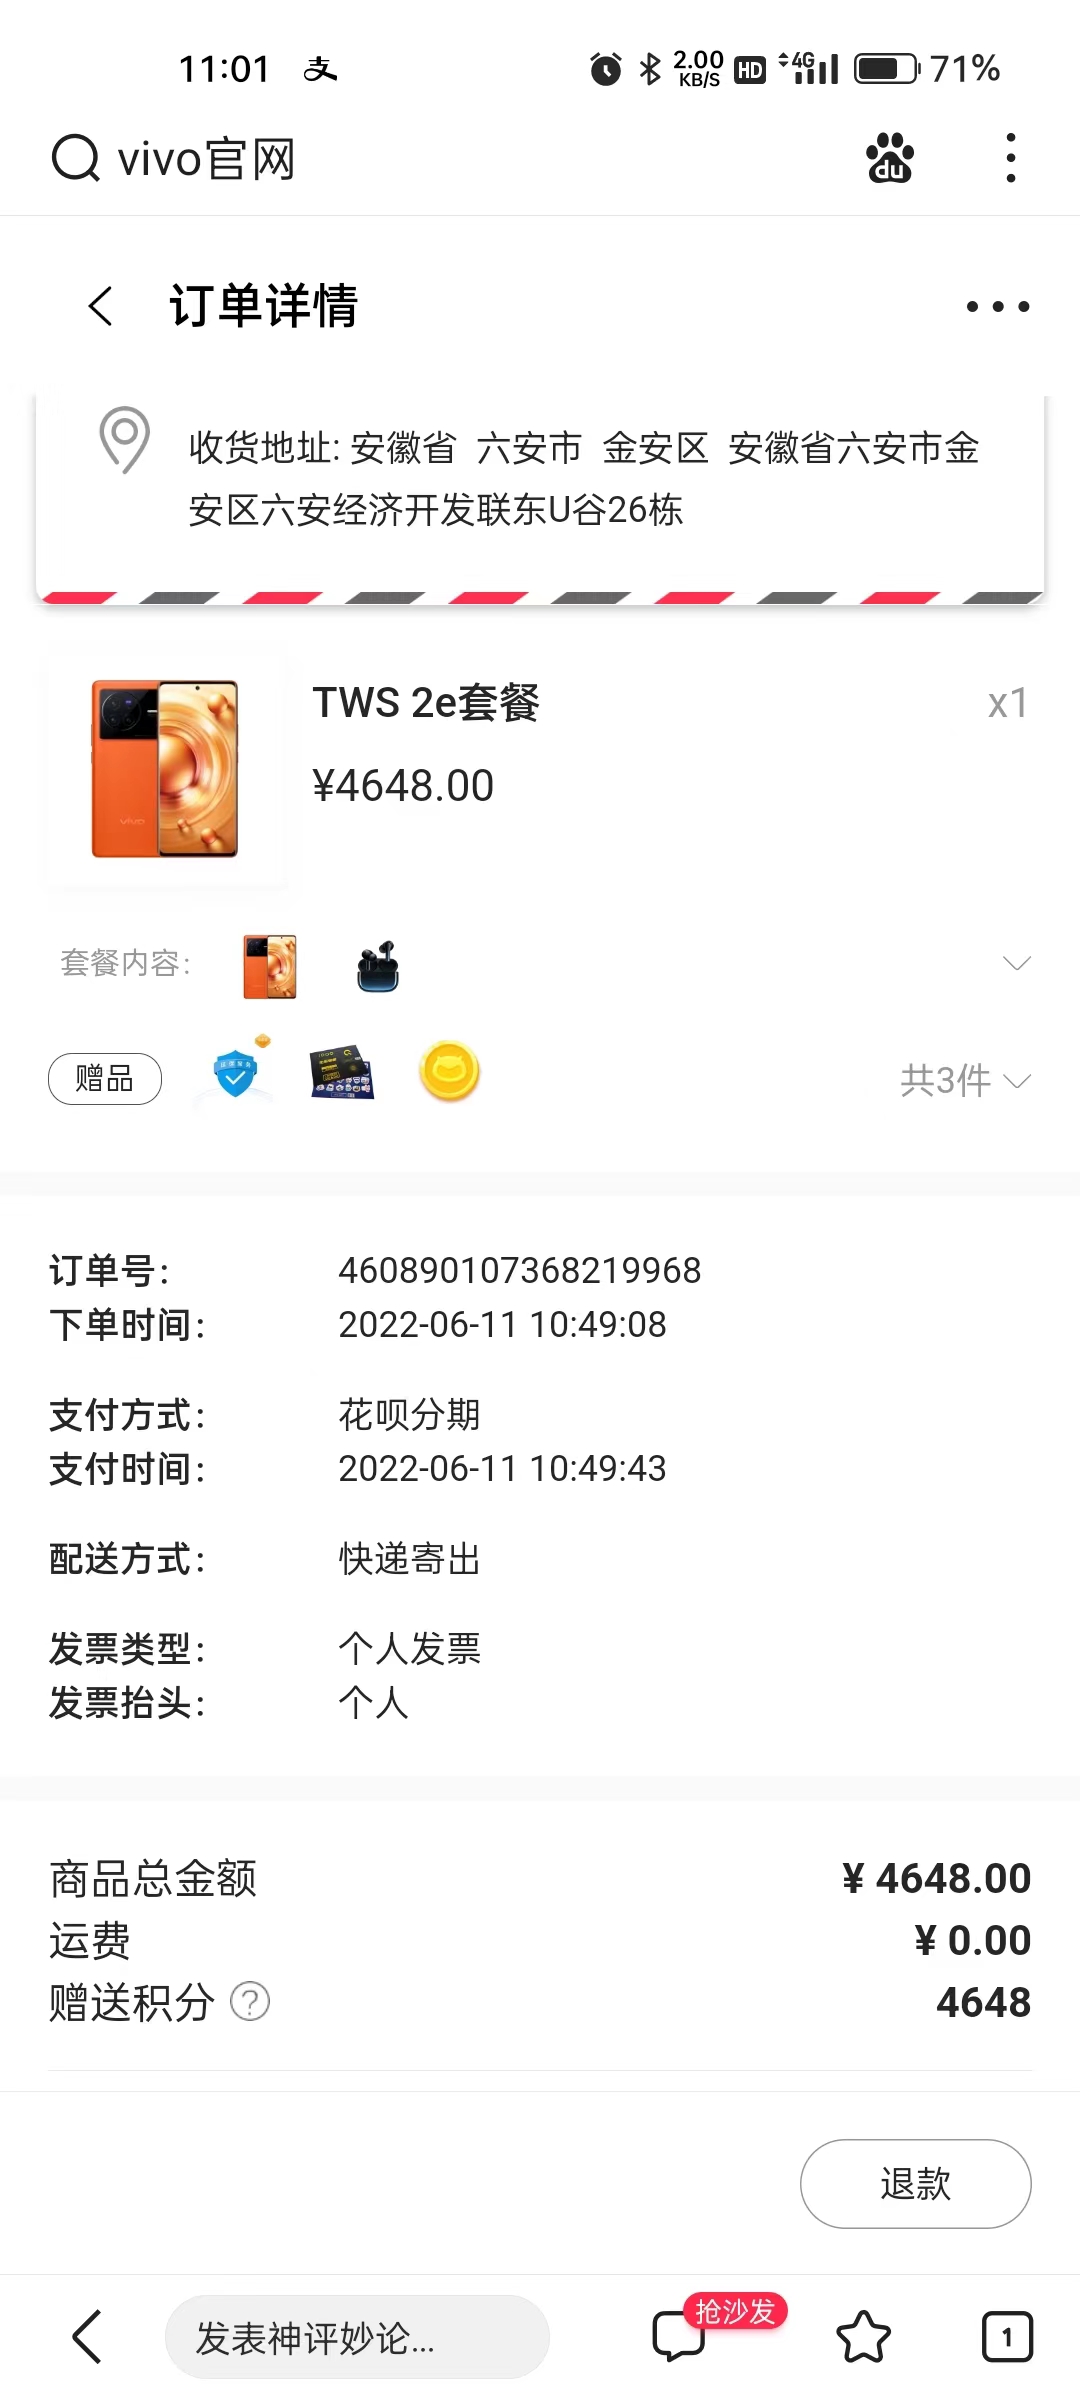 11:01 支 2.00 KB/S HD 4G 71%
vivo官网 du
订单详情
收货地址: 安徽省 六安市 金安区 安徽省六安市金
安区六安经济开发联东U谷26栋
TWS 2e套餐 x1
¥4648.00
vivo
套餐内容:
赠品 共3件
订单号: 460890107368219968
下单时间: 2022-06-11 10:49:08
支付方式: 花呗分期
支付时间: 2022-06-11 10:49:43
配送方式: 快递寄出
发票类型: 个人发票
发票抬头: 个人
商品总金额 ¥ 4648.00
运费 ¥ 0.00
赠送积分 ? 4648
退款
发表神评妙论... 抢沙发 1